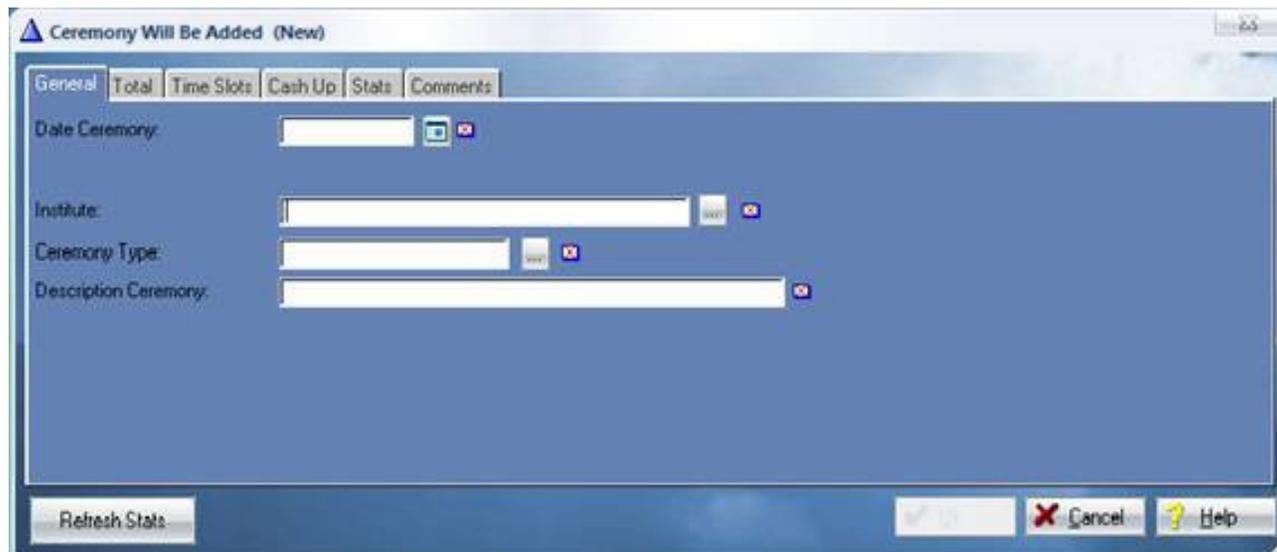 Ceremony Will Be Added (New)
General Total Time Slots Cash Up Stats Comments
Date Ceremony:
Institute:
...
Ceremony Type:
...
Description Ceremony:
Refresh Stats Cancel Help